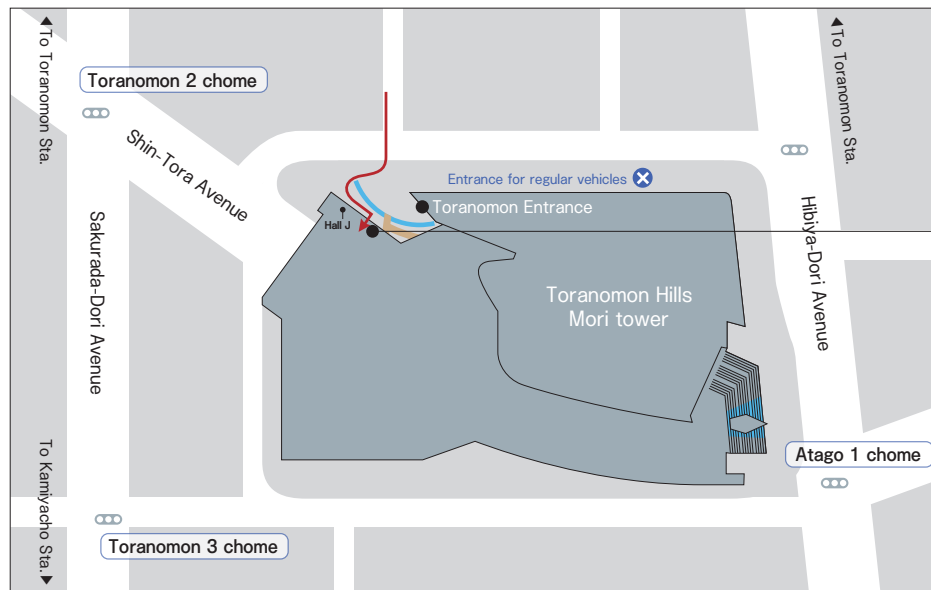 ▲To Toranomon Sta.
▲To Toranomon Sta.
Toranomon 2 chome
Shin-Tora Avenue
Entrance for regular vehicles
Toranomon Entrance
Hall J
Sakurada-Dori Avenue
Hibiya-Dori Avenue
Toranomon Hills
Mori tower
To Kamiyacho Sta.▼
Atago 1 chome
Toranomon 3 chome